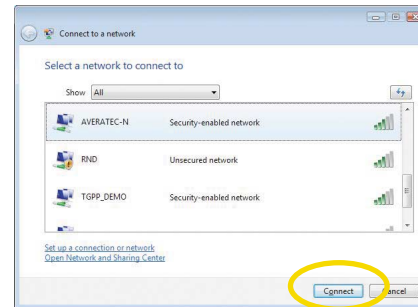 Connect to a network
Select a network to connect to
Show All
AVERATEC-N Security-enabled network
RND Unsecured network
TGPP_DEMO Security-enabled network
Set up a connection or network
Open Network and Sharing Center
Connect Cancel